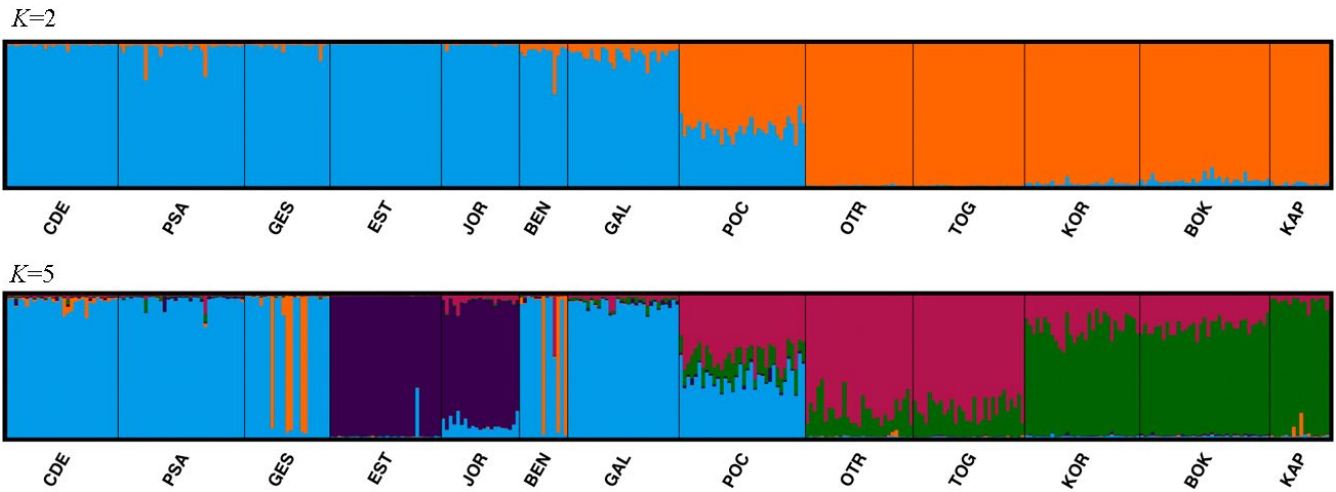 K=2
CDE PSA GES EST JOR BEN GAL POC OTR TOG KOR BOK KAP
K=5
CDE PSA GES EST JOR BEN GAL POC OTR TOG KOR BOK KAP